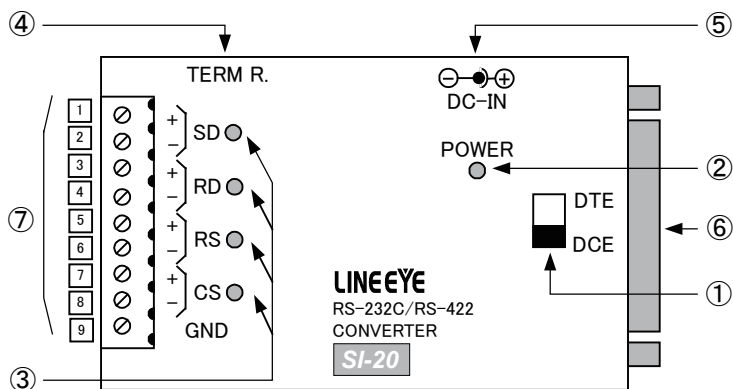 ④
⑤
TERM R.
DC-IN
1
2
3
4
5
6
7
8
9
+
−
SD
+
−
RD
+
−
RS
+
−
CS
GND
POWER
②
DTE
DCE
⑥
①
⑦
③
LINEEYE
RS-232C/RS-422
CONVERTER
SI-20